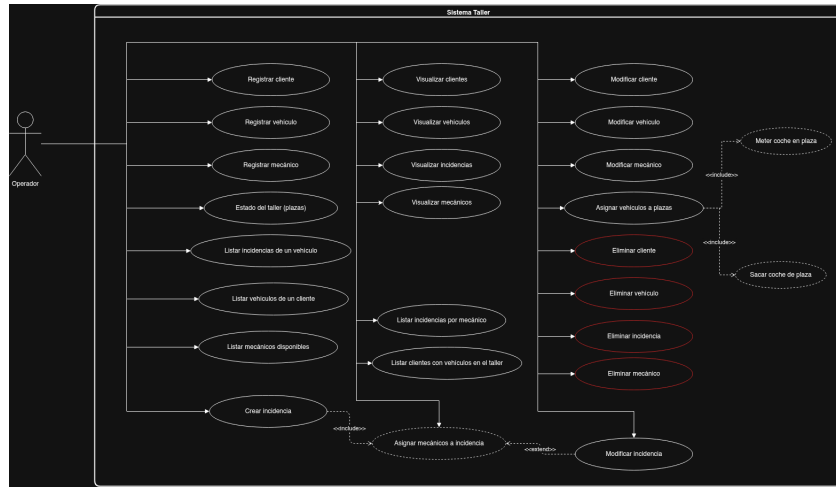 Sistema Taller
Operador
Registrar cliente
Registrar vehículo
Registrar mecánico
Estado del taller (plazas)
Listar incidencias de un vehículo
Listar vehículos de un cliente
Listar mecánicos disponibles
Crear incidencia
Visualizar clientes
Visualizar vehículos
Visualizar incidencias
Visualizar mecánicos
Listar incidencias por mecánico
Listar clientes con vehículos en el taller
<<include>>
Asignar mecánicos a incidencia
Modificar cliente
Modificar vehículo
Modificar mecánico
Asignar vehículos a plazas
Eliminar cliente
Eliminar vehículo
Eliminar incidencia
Eliminar mecánico
<<extend>>
Modificar incidencia
Meter coche en plaza
<<include>>
<<include>>
Sacar coche de plaza